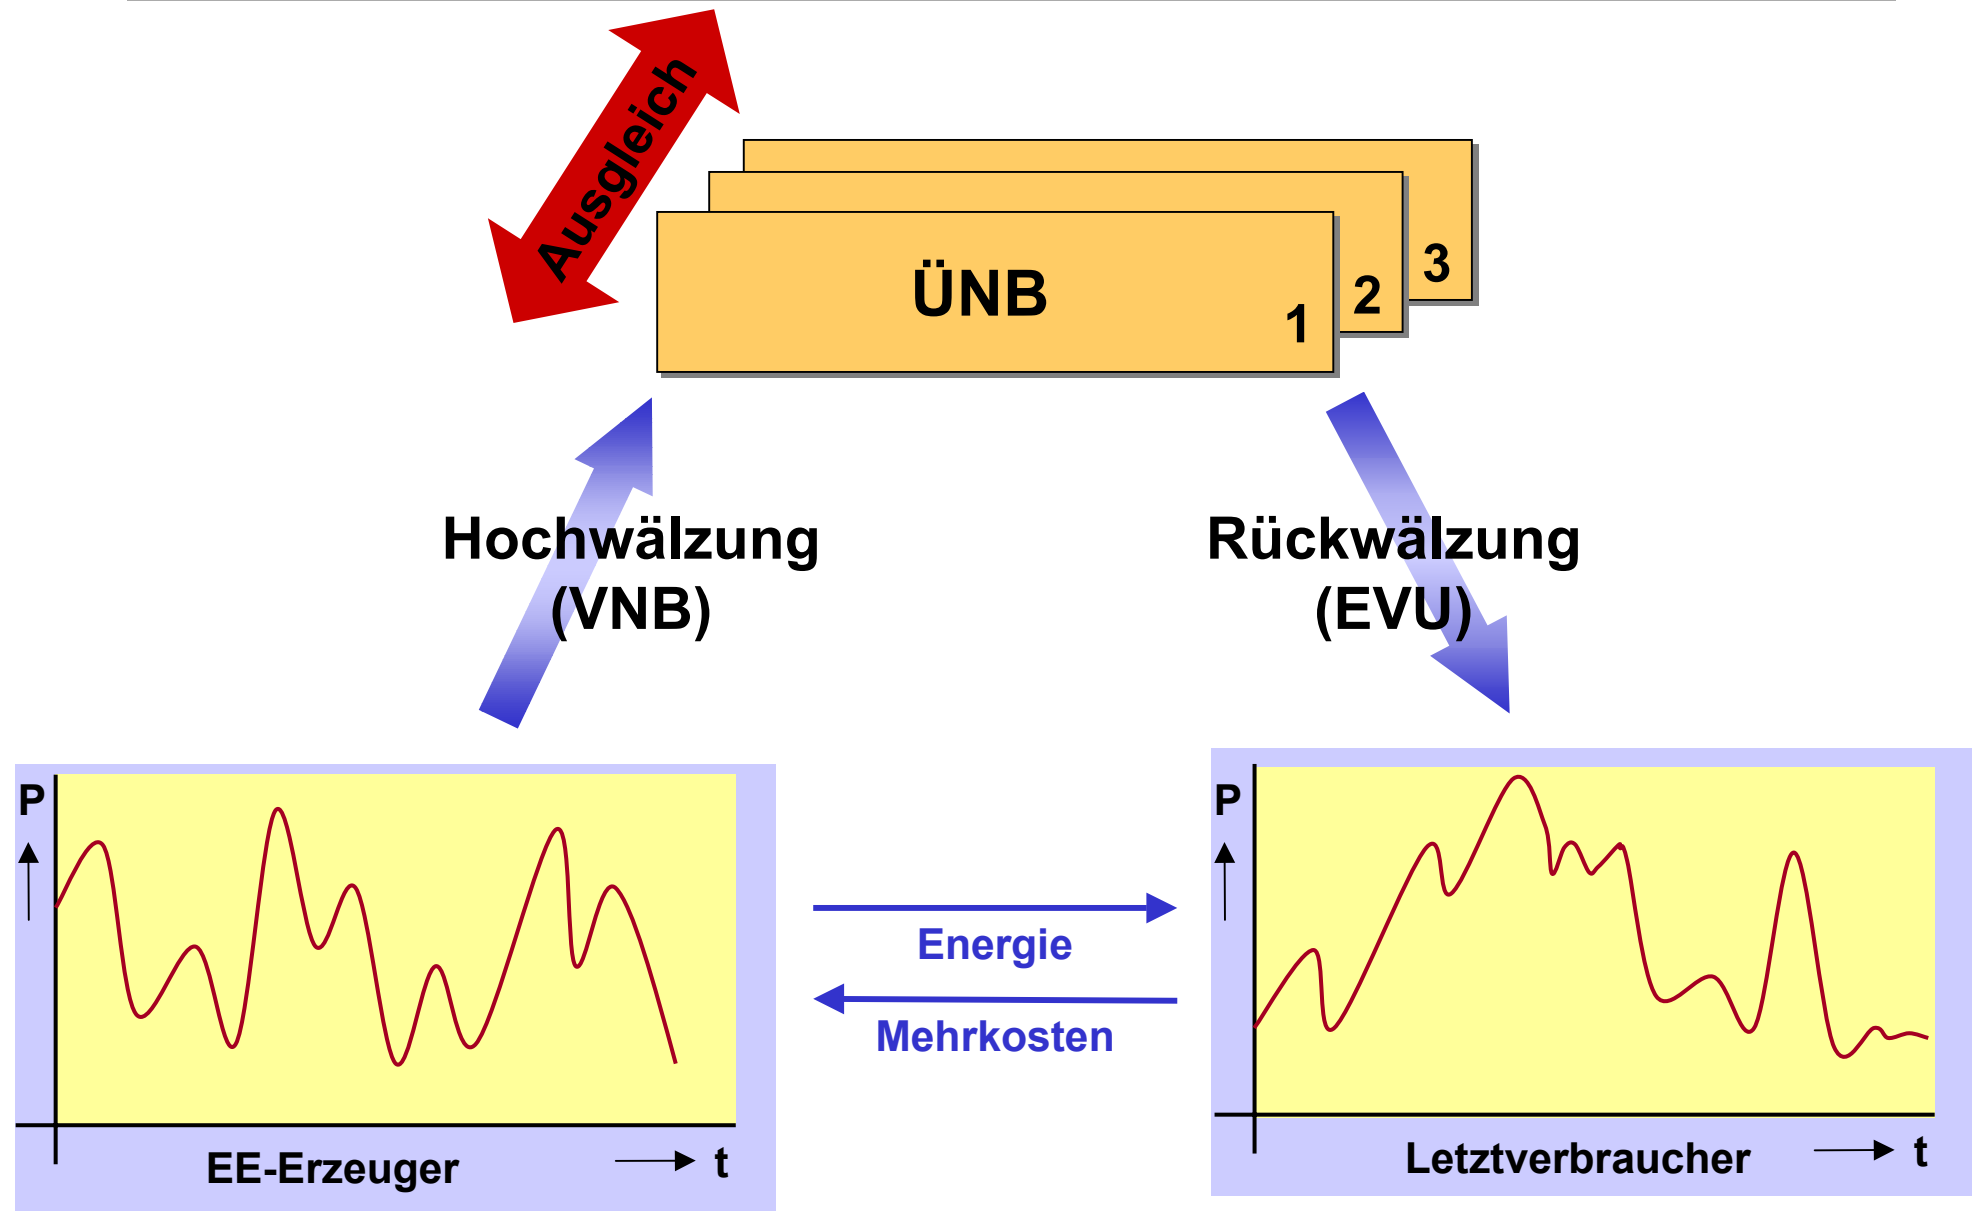 Ausgleich
ÜNB
1
2
3
Hochwälzung
(VNB)
Rückwälzung
(EVU)
P
EE-Erzeuger
t
Energie
Mehrkosten
P
Letztverbraucher
t